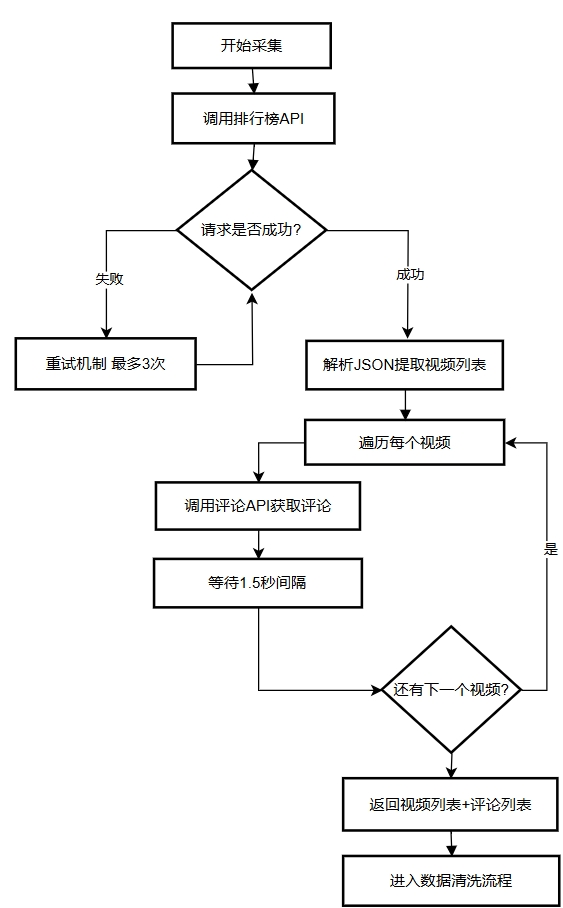 开始采集
调用排行榜API
请求是否成功?
失败
成功
重试机制 最多3次
解析JSON提取视频列表
遍历每个视频
调用评论API获取评论
是
等待1.5秒间隔
还有下一个视频?
返回视频列表+评论列表
进入数据清洗流程